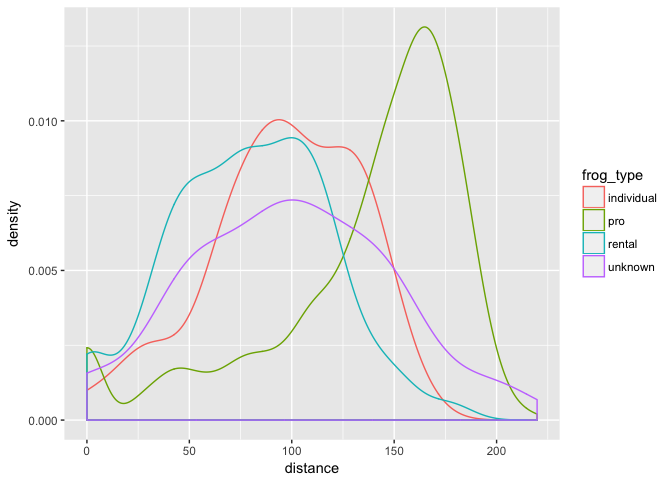 0.010
0.005
0.000
density
0
50
100
150
200
distance
frog_type
individual
pro
rental
unknown